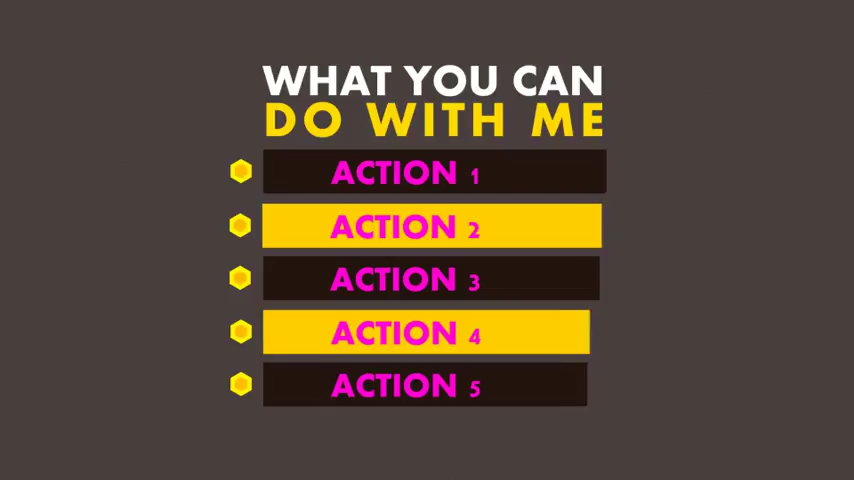 WHAT YOU CAN
DO WITH ME
ACTION 1
ACTION 2
ACTION 3
ACTION 4
ACTION 5